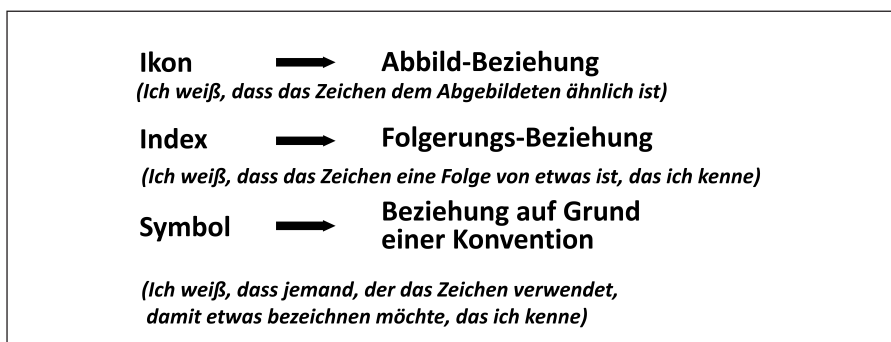 Ikon → Abbild-Beziehung
(Ich weiß, dass das Zeichen dem Abgebildeten ähnlich ist)
Index → Folgerungs-Beziehung
(Ich weiß, dass das Zeichen eine Folge von etwas ist, das ich kenne)
Symbol → Beziehung auf Grund
einer Konvention
(Ich weiß, dass jemand, der das Zeichen verwendet,
damit etwas bezeichnen möchte, das ich kenne)